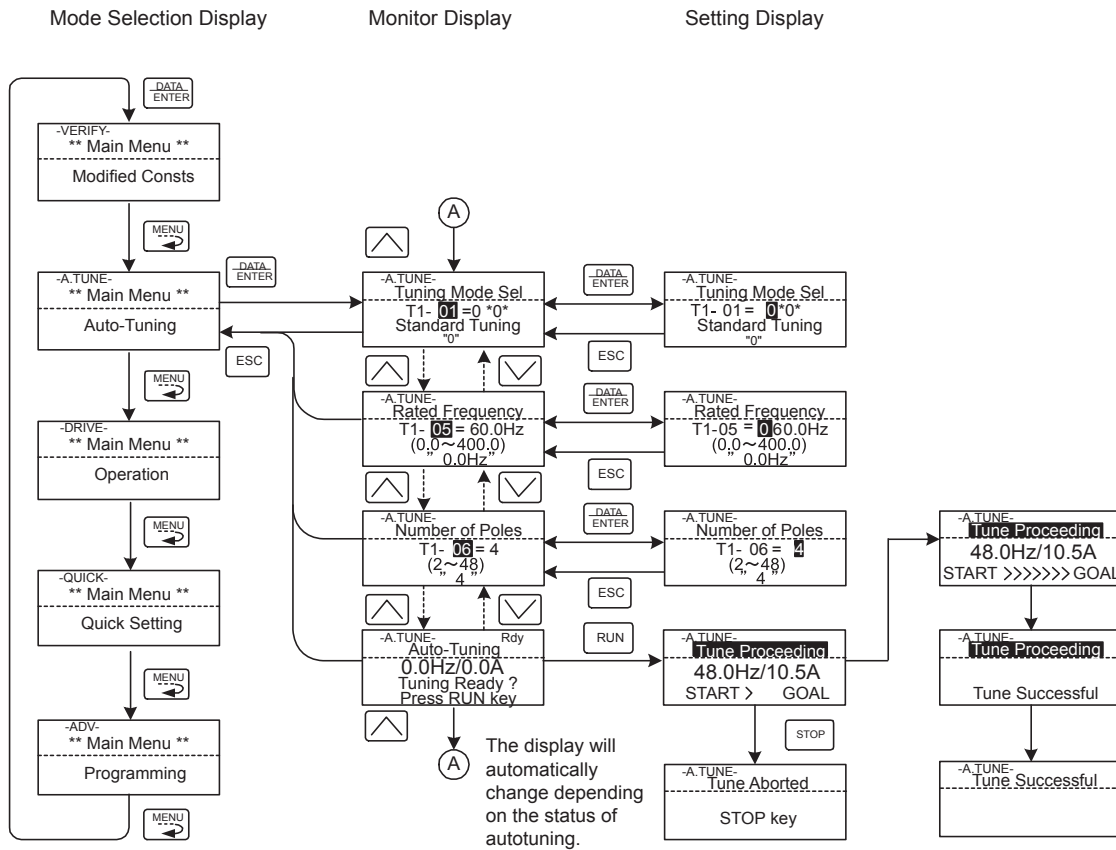 Mode Selection Display
Monitor Display
Setting Display
DATA
ENTER
-VERIFY-
** Main Menu **
Modified Consts
MENU
-A.TUNE-
** Main Menu **
Auto-Tuning
DATA
ENTER
ESC
MENU
-DRIVE-
** Main Menu **
Operation
MENU
-QUICK-
** Main Menu **
Quick Setting
MENU
-ADV-
** Main Menu **
Programming
MENU
A
-A.TUNE-
Tuning Mode Sel
T1- 01 =0 *0*
Standard Tuning
"0"
DATA
ENTER
ESC
-A.TUNE-
Tuning Mode Sel
T1- 01 = 0*0*
Standard Tuning
"0"
-A.TUNE-
Rated Frequency
T1- 05 = 60.0Hz
(0.0~400.0)
" 0.0Hz"
DATA
ENTER
ESC
-A.TUNE-
Rated Frequency
T1-05 = 060.0Hz
(0.0~400.0)
" 0.0Hz"
-A.TUNE-
Number of Poles
T1- 06 = 4
(2~48)
" 4 "
DATA
ENTER
ESC
-A.TUNE-
Number of Poles
T1- 06 = 4
(2~48)
" 4 "
-A.TUNE- Rdy
Auto-Tuning
0.0Hz/0.0A
Tuning Ready ?
Press RUN key
A
RUN
-A.TUNE-
Tune Proceeding
48.0Hz/10.5A
START > GOAL
STOP
-A.TUNE-
Tune Aborted
STOP key
The display will
automatically
change depending
on the status of
autotuning.
-A.TUNE-
Tune Proceeding
48.0Hz/10.5A
START >>>>>>> GOAL
-A.TUNE-
Tune Proceeding
Tune Successful
-A.TUNE-
Tune Successful